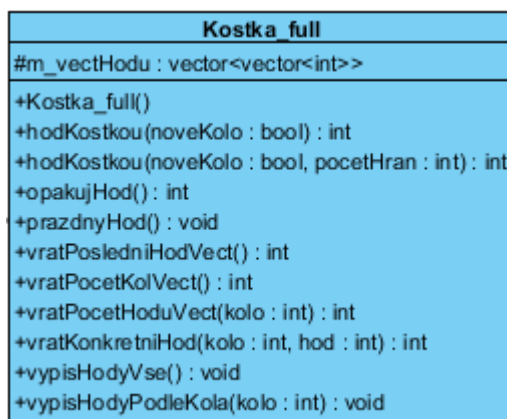 Kostka_full
#m_vectHodu : vector<vector<int>>
+Kostka_full()
+hodKostkou(noveKolo : bool) : int
+hodKostkou(noveKolo : bool, pocetHran : int) : int
+opakujHod() : int
+prazdnyHod() : void
+vratPosledniHodVect() : int
+vratPocetKolVect() : int
+vratPocetHoduVect(kolo : int) : int
+vratKonkretniHod(kolo : int, hod : int) : int
+vypisHodyVse() : void
+vypisHodyPodleKola(kolo : int) : void